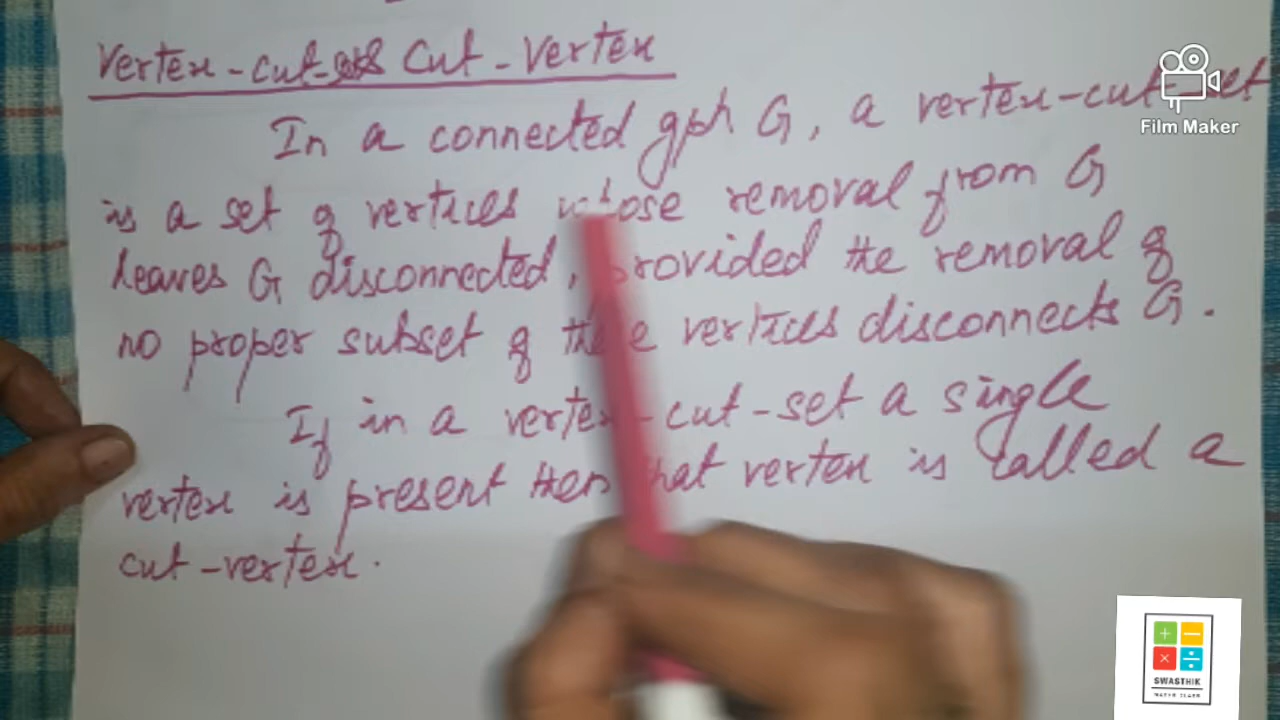 Vertex-cut-set Cut-Vertex
In a connected gph G, a vertex-cut-set
is a set of vertices whose removal from G
leaves G disconnected, provided the removal of
no proper subset of these vertices disconnects G.
If in a vertex-cut-set a single
vertex is present then that vertex is called a
cut-vertex.
Film Maker
SWASTHIK